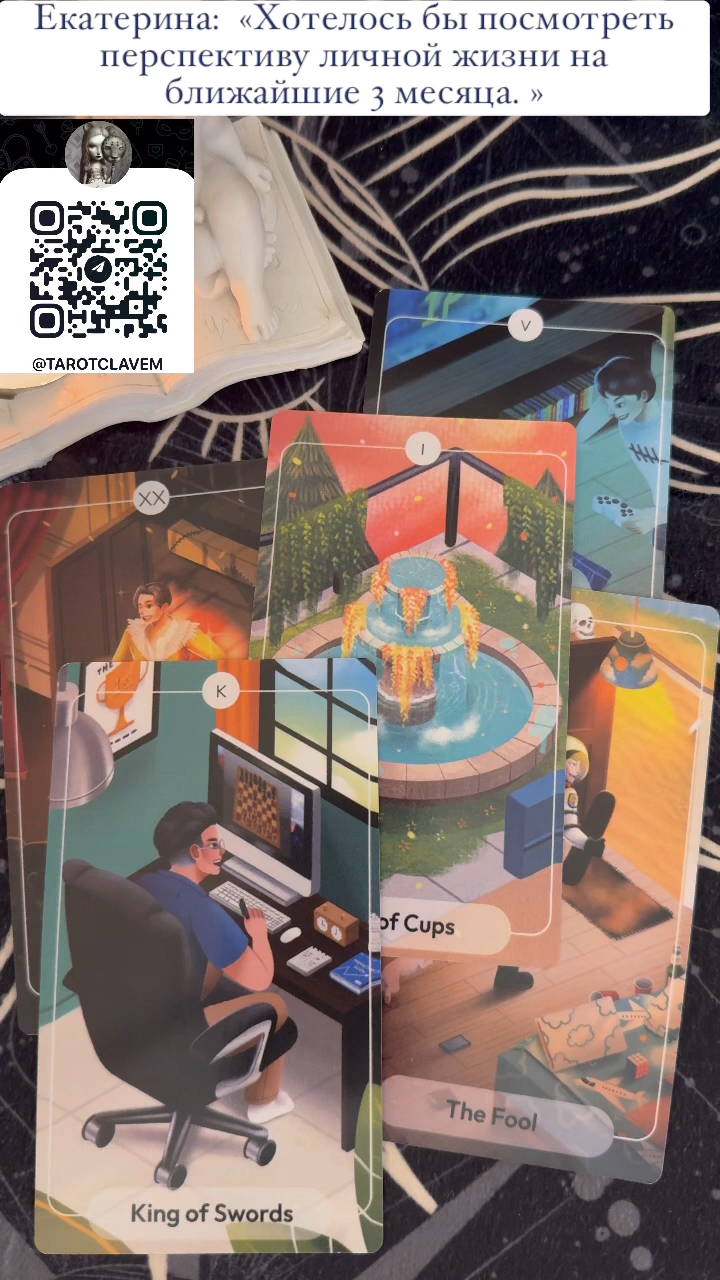 Екатерина: «Хотелось бы посмотреть
перспективу личной жизни на
ближайшие 3 месяца. »
@TAROTCLAVEM
V
I
XX
THE
K
of Cups
The Fool
King of Swords